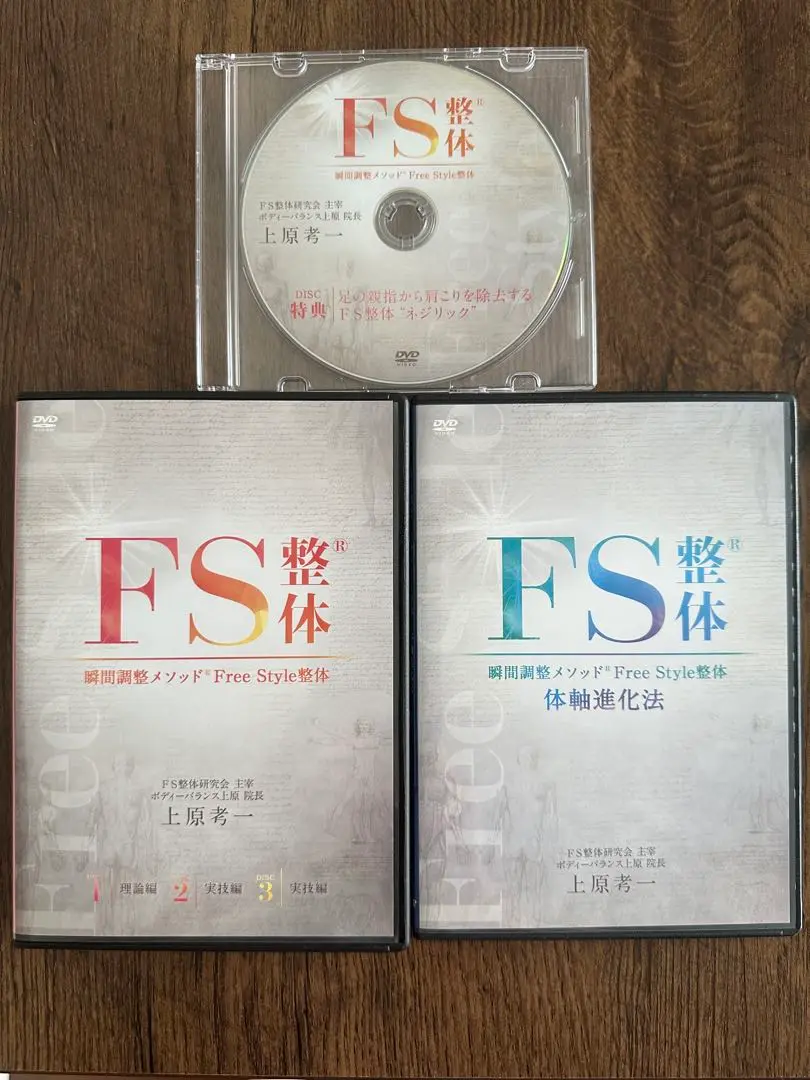 FS整体®
瞬間調整メソッド® Free Style整体
FS整体研究会 主宰
ボディーバランス上原 院長
上原考一
DISC
特典
足の親指から肩こりを除去する
FS整体 “ネジリック”
DVD
VIDEO
DVD
FS整体®
瞬間調整メソッド® Free Style整体
FS整体研究会 主宰
ボディーバランス上原 院長
上原考一
1 理論編 2 実技編 DISC 3 実技編
Free Style
DVD
FS整体®
瞬間調整メソッド® Free Style整体
体軸進化法
FS整体研究会 主宰
ボディーバランス上原 院長
上原考一
Free Style